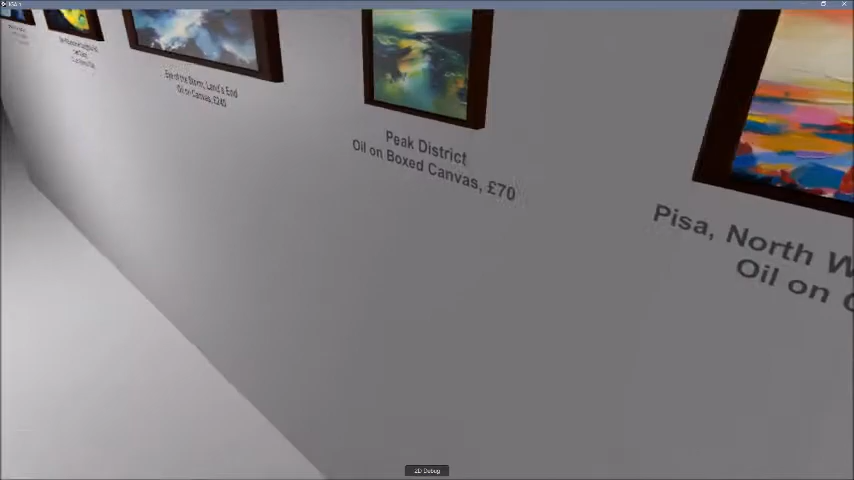 Eye of the Storm, Land's End
Oil on Canvas, £240
Peak District
Oil on Boxed Canvas, £70
Pisa, North W
Oil on C
2D Debug